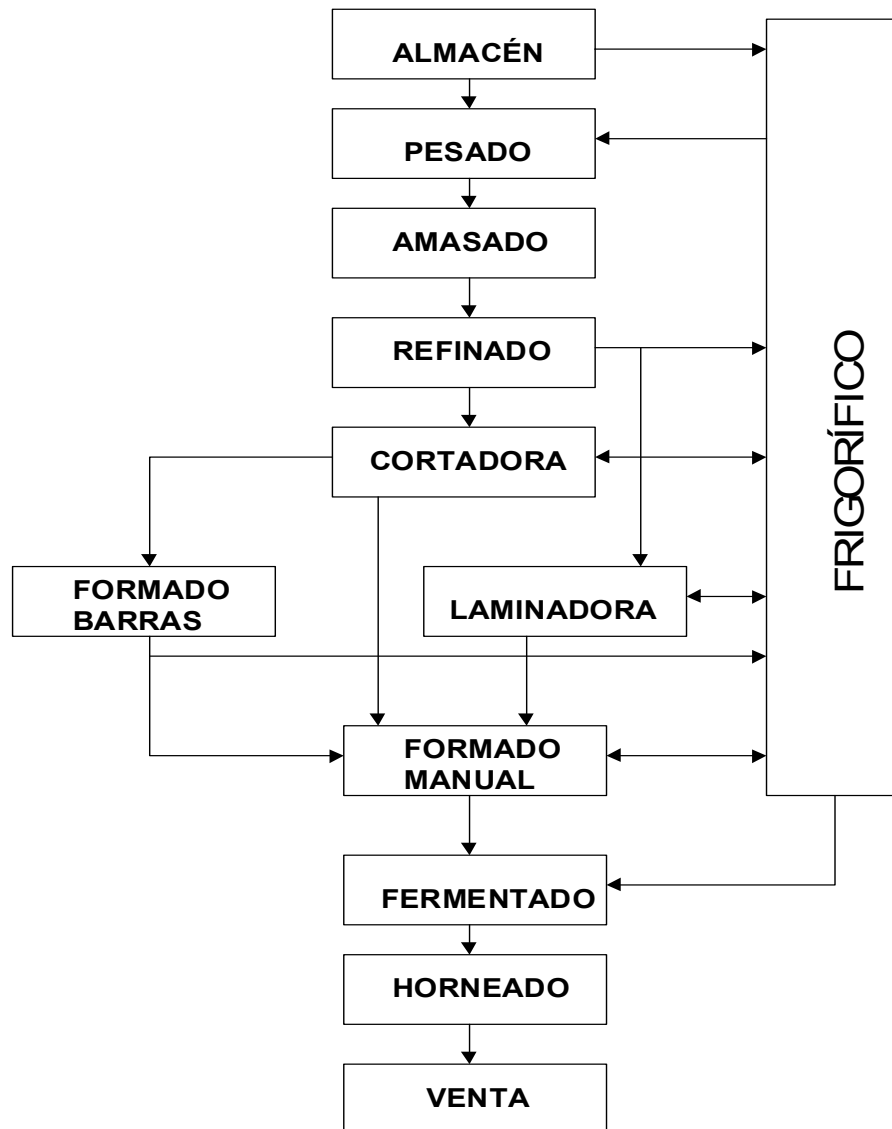 ALMACÉN
PESADO
AMASADO
REFINADO
CORTADORA
FRIGORÍFICO
FORMADO
BARRAS
LAMINADORA
FORMADO
MANUAL
FERMENTADO
HORNEADO
VENTA